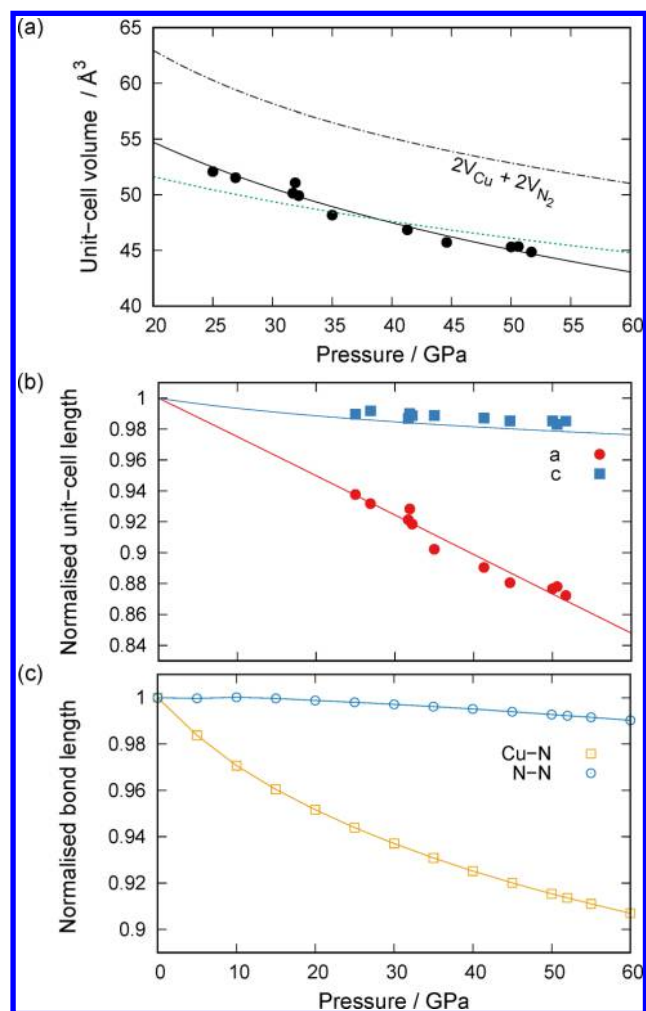 (a)
65
60
55
50
45
40
Unit-cell volume / Å³
2V_Cu + 2V_N₂
20 25 30 35 40 45 50 55 60
Pressure / GPa
(b)
1
0.98
0.96
0.94
0.92
0.9
0.88
0.86
0.84
Normalised unit-cell length
a
c
(c)
1
0.98
0.96
0.94
0.92
0.9
Normalised bond length
Cu-N
N-N
0 10 20 30 40 50 60
Pressure / GPa